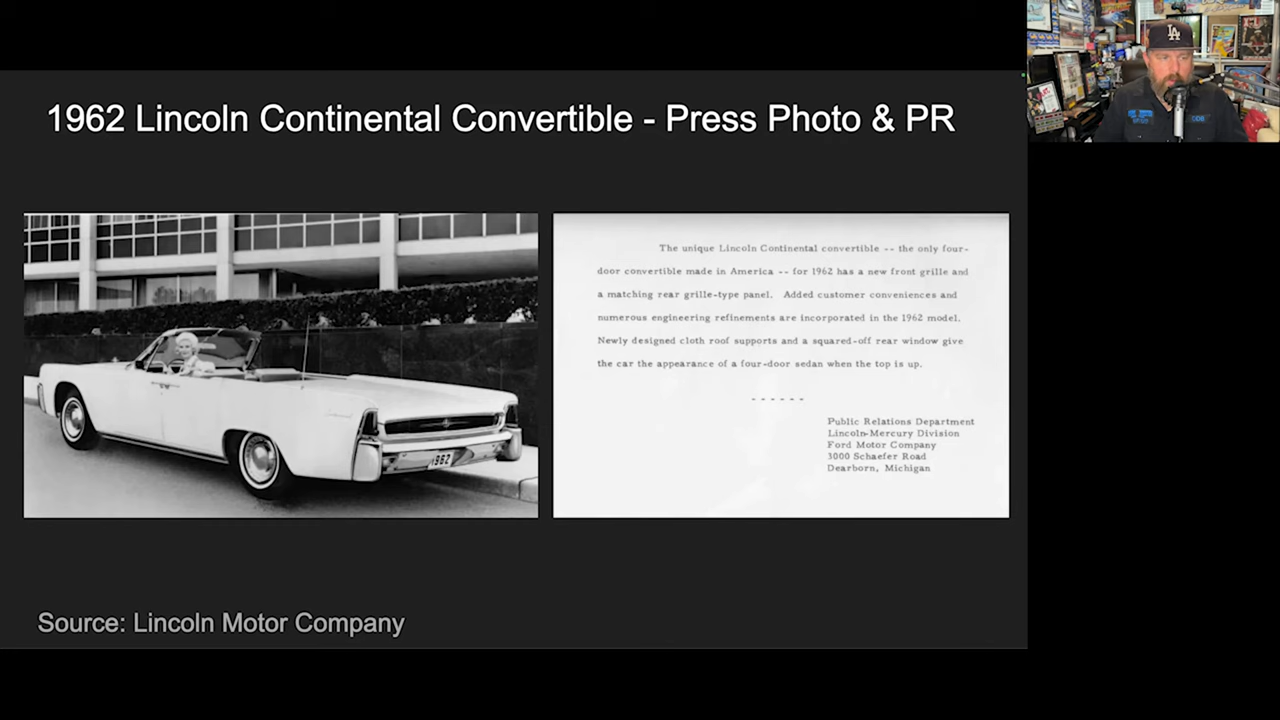 1962 Lincoln Continental Convertible - Press Photo & PR
The unique Lincoln Continental convertible -- the only four-
door convertible made in America -- for 1962 has a new front grille and
a matching rear grille-type panel. Added customer conveniences and
numerous engineering refinements are incorporated in the 1962 model.
Newly designed cloth roof supports and a squared-off rear window give
the car the appearance of a four-door sedan when the top is up.
- - - - - -
Public Relations Department
Lincoln-Mercury Division
Ford Motor Company
3000 Schaefer Road
Dearborn, Michigan
1962
Source: Lincoln Motor Company
LA